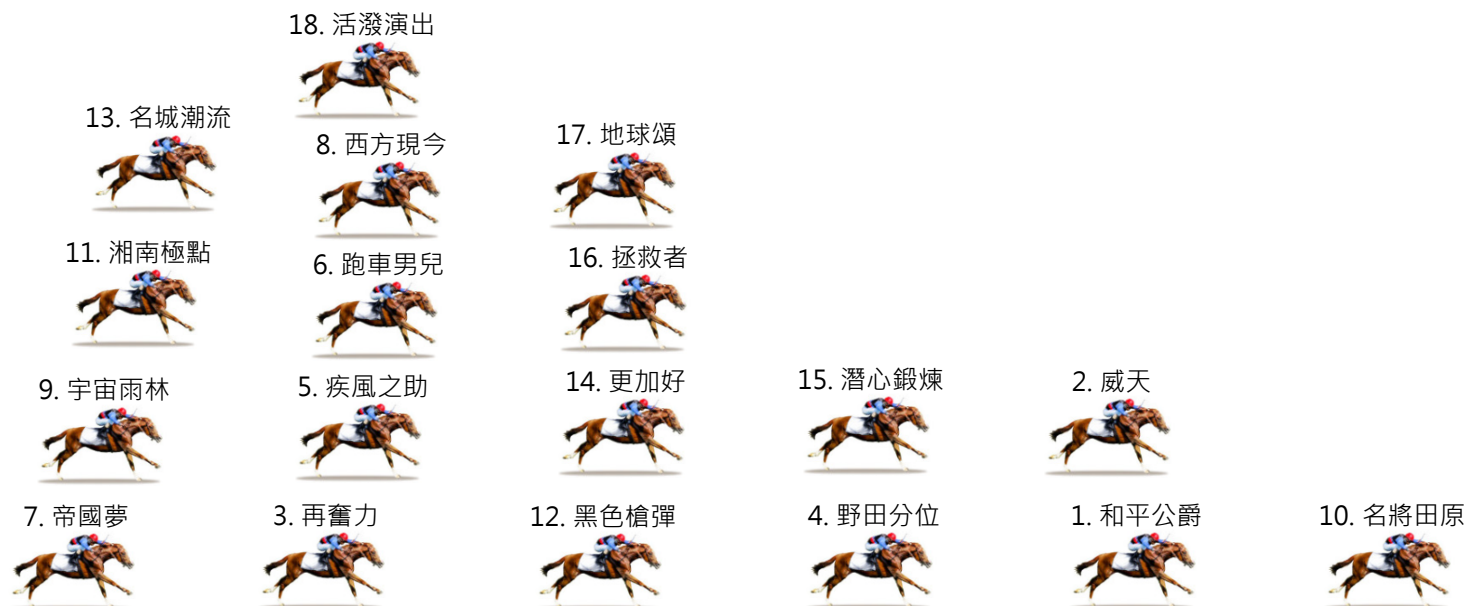 18. 活潑演出
13. 名城潮流
8. 西方現今
17. 地球頌
11. 湘南極點
6. 跑車男兒
16. 拯救者
9. 宇宙雨林
5. 疾風之助
14. 更加好
15. 潛心鍛煉
2. 威天
7. 帝國夢
3. 再奮力
12. 黑色槍彈
4. 野田分位
1. 和平公爵
10. 名將田原